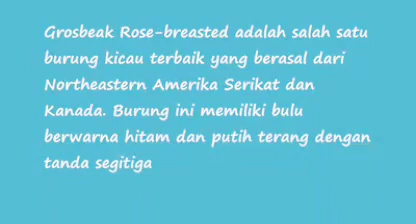 Grosbeak Rose-breasted adalah salah satu
burung kicau terbaik yang berasal dari
Northeastern Amerika Serikat dan
Kanada. Burung ini memiliki bulu
berwarna hitam dan putih terang dengan
tanda segitiga